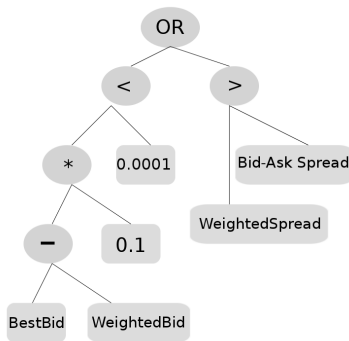 OR
<
>
*
0.0001
Bid-Ask Spread
WeightedSpread
−
0.1
BestBid
WeightedBid